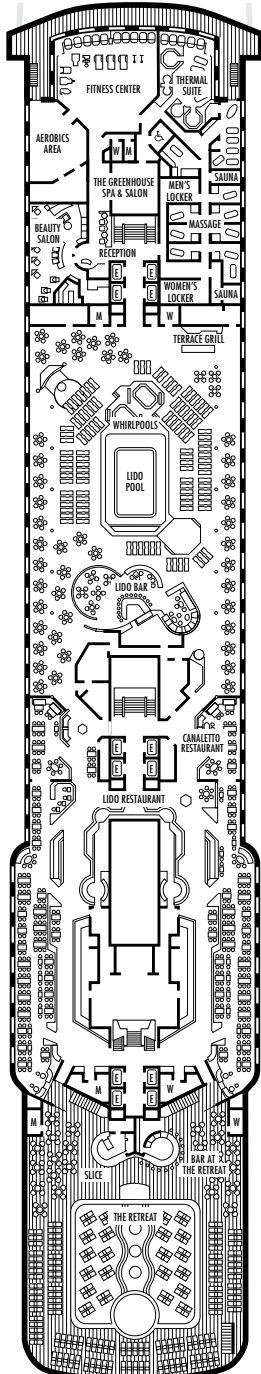 FITNESS CENTER
THERMAL
SUITE
AEROBICS
AREA
W M
THE GREENHOUSE
SPA & SALON
SAUNA
MEN'S
LOCKER
MASSAGE
BEAUTY
SALON
RECEPTION
E E
E E
WOMEN'S
LOCKER
SAUNA
M W
TERRACE GRILL
WHIRLPOOLS
LIDO
POOL
LIDO BAR
CANALETTO
RESTAURANT
E E
E E
LIDO RESTAURANT
E E
M W
E E
M W
SLICE
BAR AT
THE RETREAT
THE RETREAT